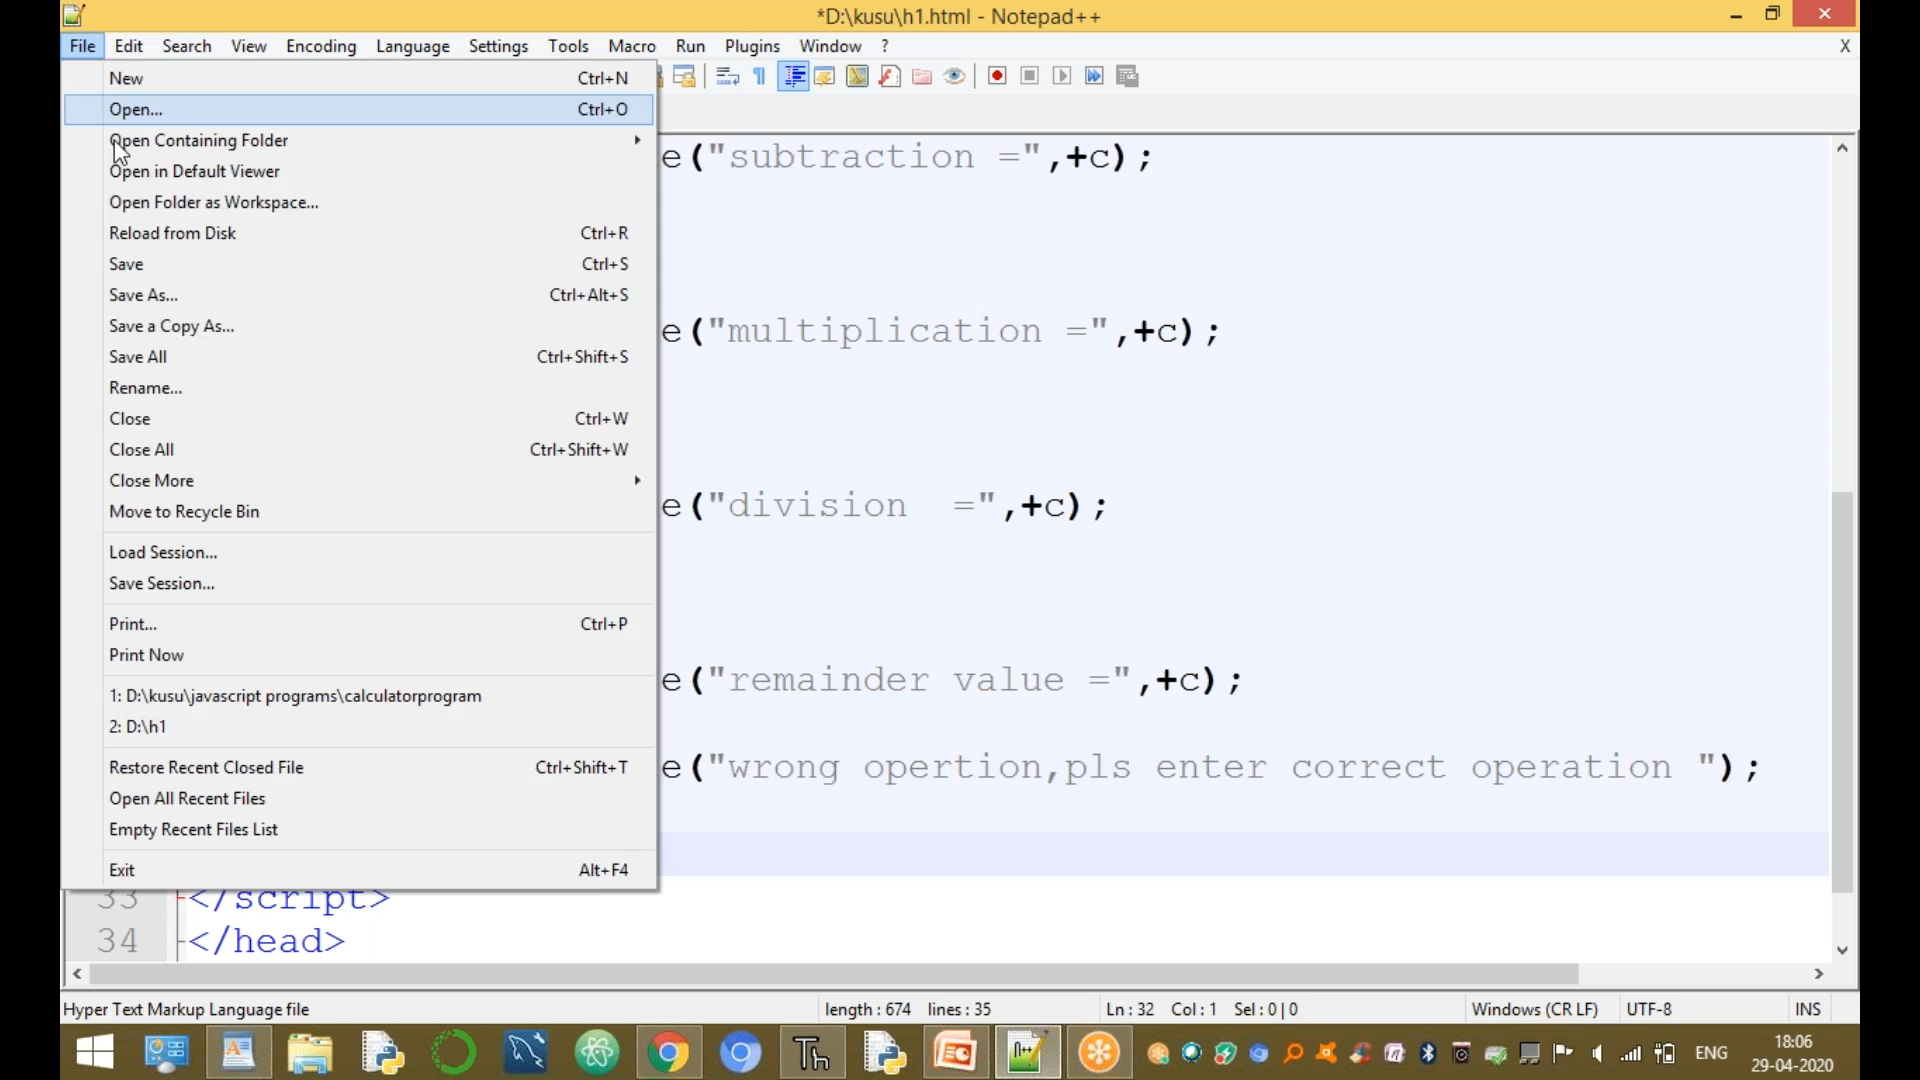 *D:\kusu\h1.html - Notepad++
File Edit Search View Encoding Language Settings Tools Macro Run Plugins Window ? X
New Ctrl+N
Open... Ctrl+O
Open Containing Folder
Open in Default Viewer
Open Folder as Workspace...
Reload from Disk Ctrl+R
Save Ctrl+S
Save As... Ctrl+Alt+S
Save a Copy As...
Save All Ctrl+Shift+S
Rename...
Close Ctrl+W
Close All Ctrl+Shift+W
Close More
Move to Recycle Bin
Load Session...
Save Session...
Print... Ctrl+P
Print Now
1: D:\kusu\javascript programs\calculatorprogram
2: D:\h1
Restore Recent Closed File Ctrl+Shift+T
Open All Recent Files
Empty Recent Files List
Exit Alt+F4
e("subtraction =",+c);
e("multiplication =",+c);
e("division  =",+c);
e("remainder value =",+c);
e("wrong opertion,pls enter correct operation ");
33 </script>
34 </head>
Hyper Text Markup Language file length : 674 lines : 35 Ln : 32 Col : 1 Sel : 0 | 0 Windows (CR LF) UTF-8 INS
Th
n++
ENG
18:06
29-04-2020